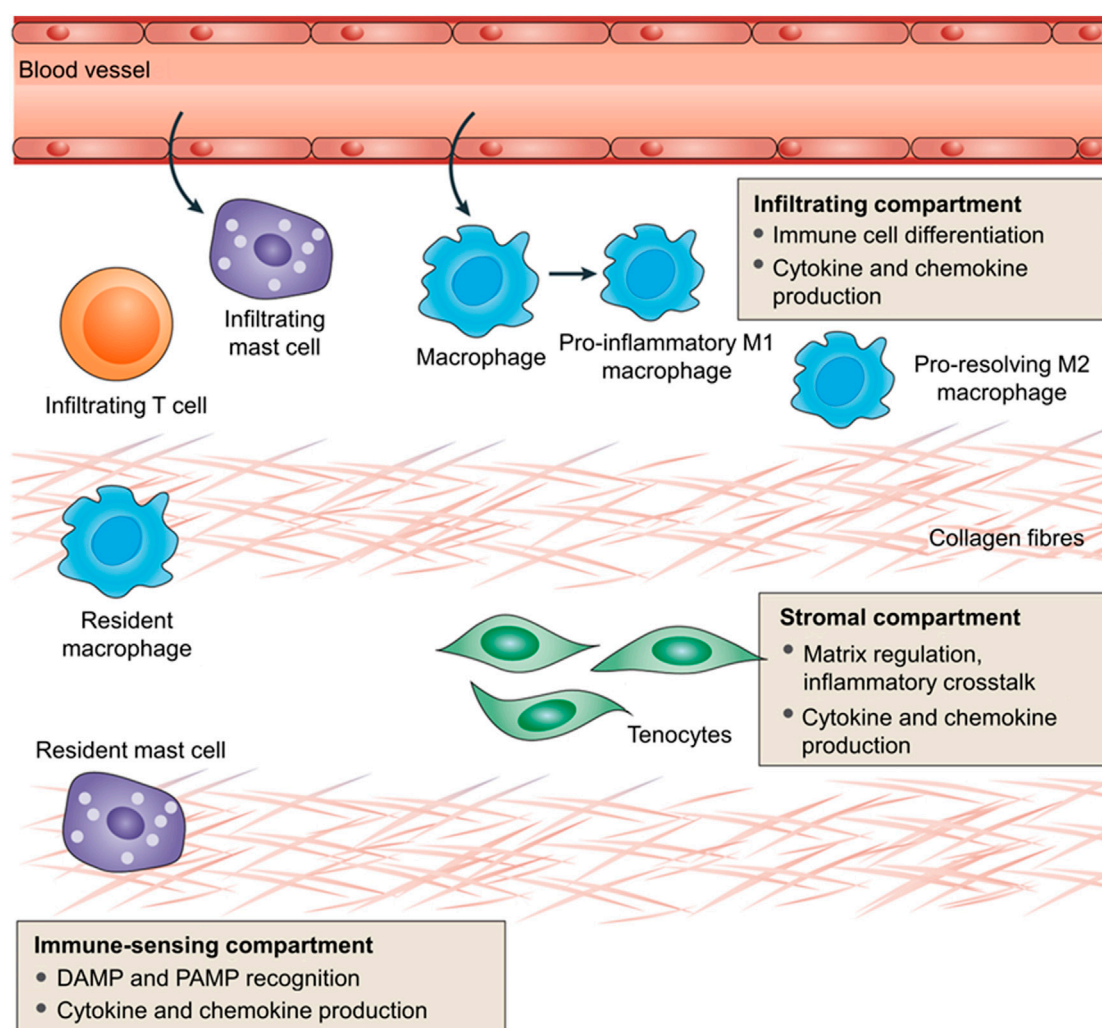 Blood vessel
Infiltrating
mast cell
Infiltrating T cell
Macrophage
Pro-inflammatory M1
macrophage
Infiltrating compartment
• Immune cell differentiation
• Cytokine and chemokine
production
Pro-resolving M2
macrophage
Collagen fibres
Resident
macrophage
Tenocytes
Stromal compartment
• Matrix regulation,
inflammatory crosstalk
• Cytokine and chemokine
production
Resident mast cell
Immune-sensing compartment
• DAMP and PAMP recognition
• Cytokine and chemokine production